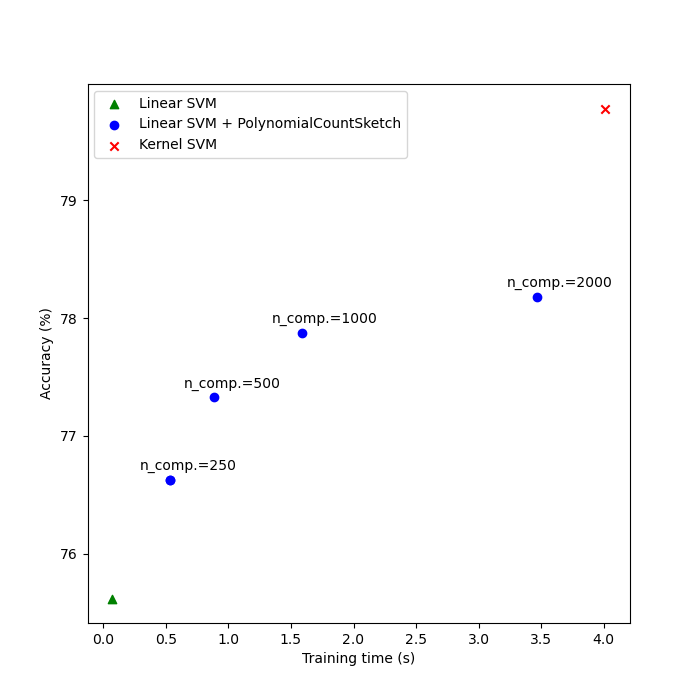 Linear SVM
Linear SVM + PolynomialCountSketch
Kernel SVM
79
n_comp.=2000
78
n_comp.=1000
n_comp.=500
77
n_comp.=250
76
Accuracy (%)
0.0 0.5 1.0 1.5 2.0 2.5 3.0 3.5 4.0
Training time (s)